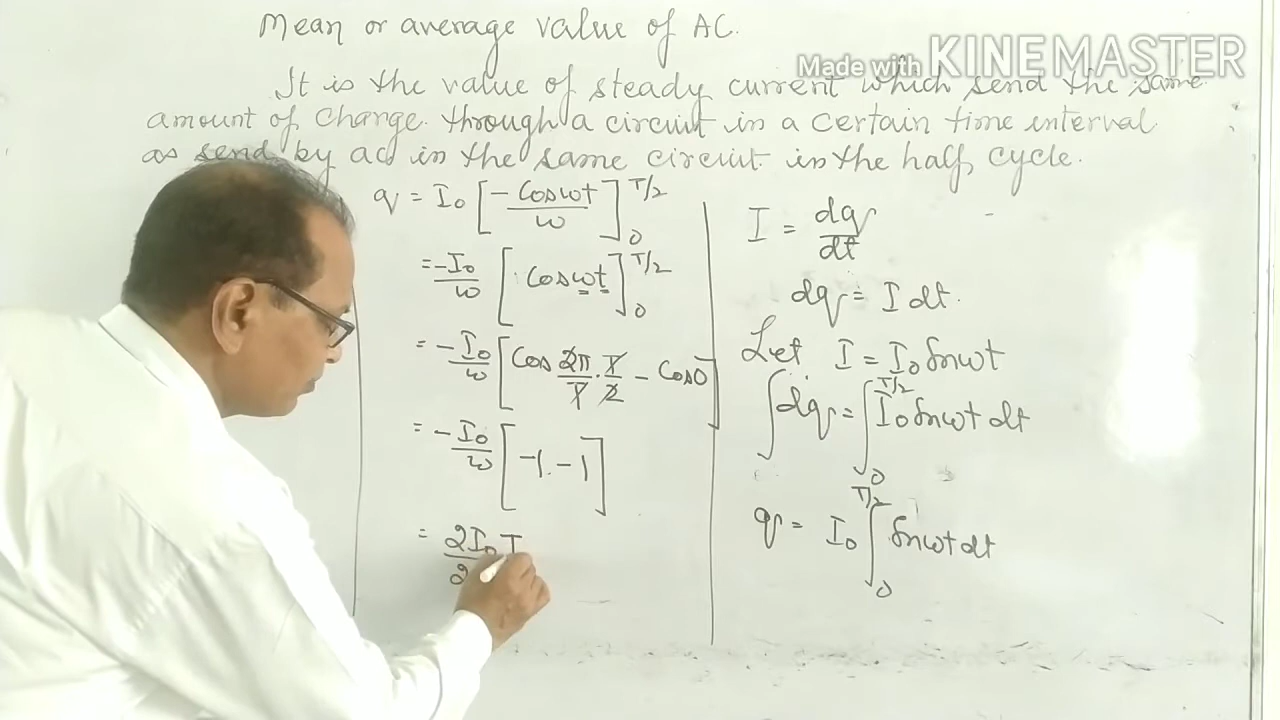 Mean or average value of AC.
Made with KINEMASTER
It is the value of steady current which send the same
amount of charge through a circuit in a certain time interval
as send by ac in the same circuit in the half cycle.
q = I₀ [-cosωt/ω]₀^T/2
= -I₀/ω [cosωt]₀^T/2
= -I₀/ω [cos 2π/T · T/2 - cos0]
= -I₀/ω [-1 - 1]
= 2I₀T/2
I = dq/dt
dq = I dt.
Let I = I₀ sinωt
∫dq = ∫₀^T/2 I₀ sinωt dt
q = I₀ ∫₀^T/2 sinωt dt